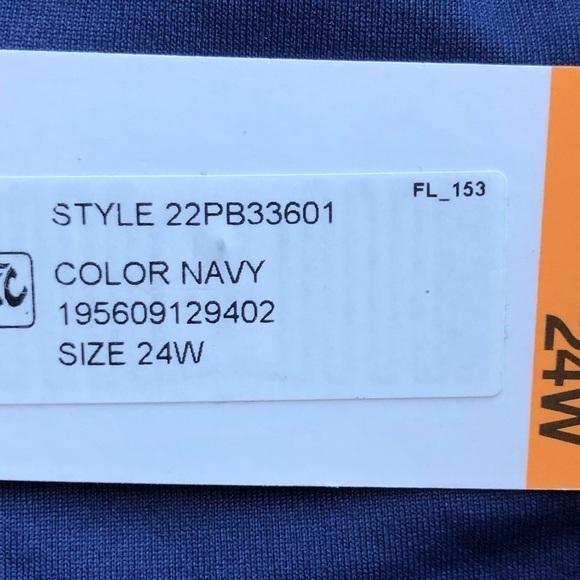 FL_153
STYLE 22PB33601
COLOR NAVY
195609129402
SIZE 24W
24W